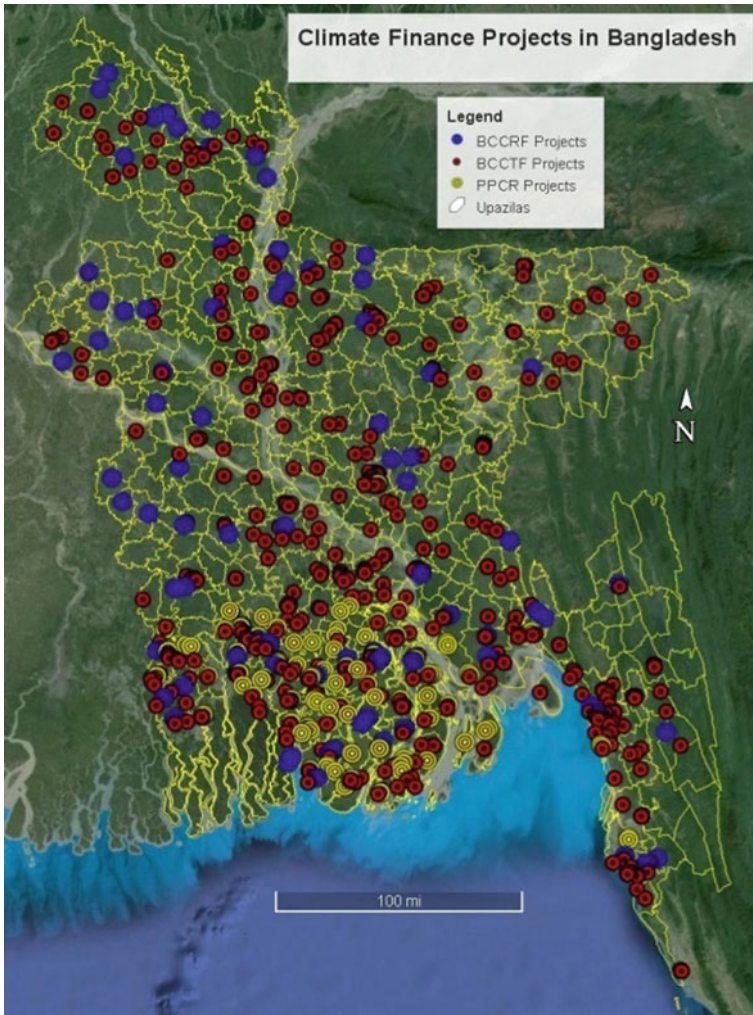 Climate Finance Projects in Bangladesh
Legend
BCCRF Projects
BCCTF Projects
PPCR Projects
Upazilas
N
100 mi